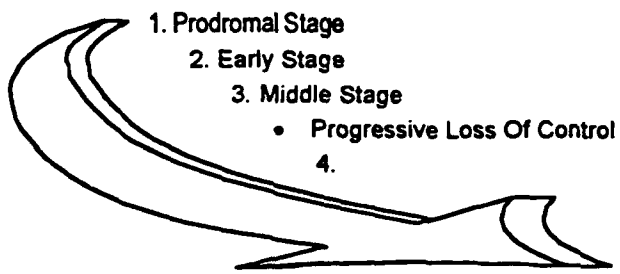 1. Prodromal Stage
2. Early Stage
3. Middle Stage
• Progressive Loss Of Control
4.